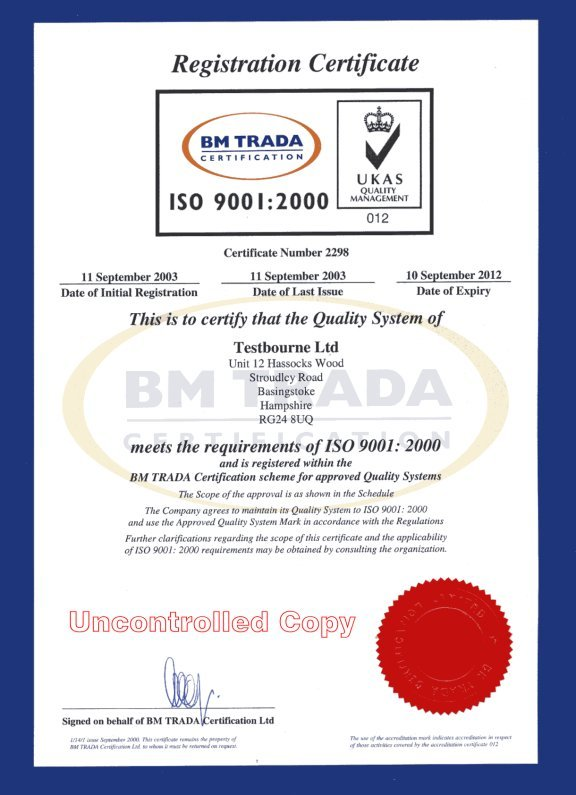 Registration Certificate
BM TRADA
CERTIFICATION
ISO 9001:2000
UKAS
QUALITY
MANAGEMENT
012
Certificate Number 2298
11 September 2003
Date of Initial Registration
11 September 2003
Date of Last Issue
10 September 2012
Date of Expiry
This is to certify that the Quality System of
Testbourne Ltd
Unit 12 Hassocks Wood
Stroudley Road
Basingstoke
Hampshire
RG24 8UQ
BM TRADA
CERTIFICATION
meets the requirements of ISO 9001: 2000
and is registered within the
BM TRADA Certification scheme for approved Quality Systems
The Scope of the approval is as shown in the Schedule
The Company agrees to maintain its Quality System to ISO 9001: 2000
and use the Approved Quality System Mark in accordance with the Regulations
Further clarifications regarding the scope of this certificate and the applicability
of ISO 9001: 2000 requirements may be obtained by consulting the organization.
Uncontrolled Copy
Signed on behalf of BM TRADA Certification Ltd
1/14/1 issue September 2000. This certificate remains the property of
BM TRADA Certification Ltd. to whom it must be returned on request.
The use of the accreditation mark indicates accreditation in respect
of those activities covered by the accreditation certificate 012